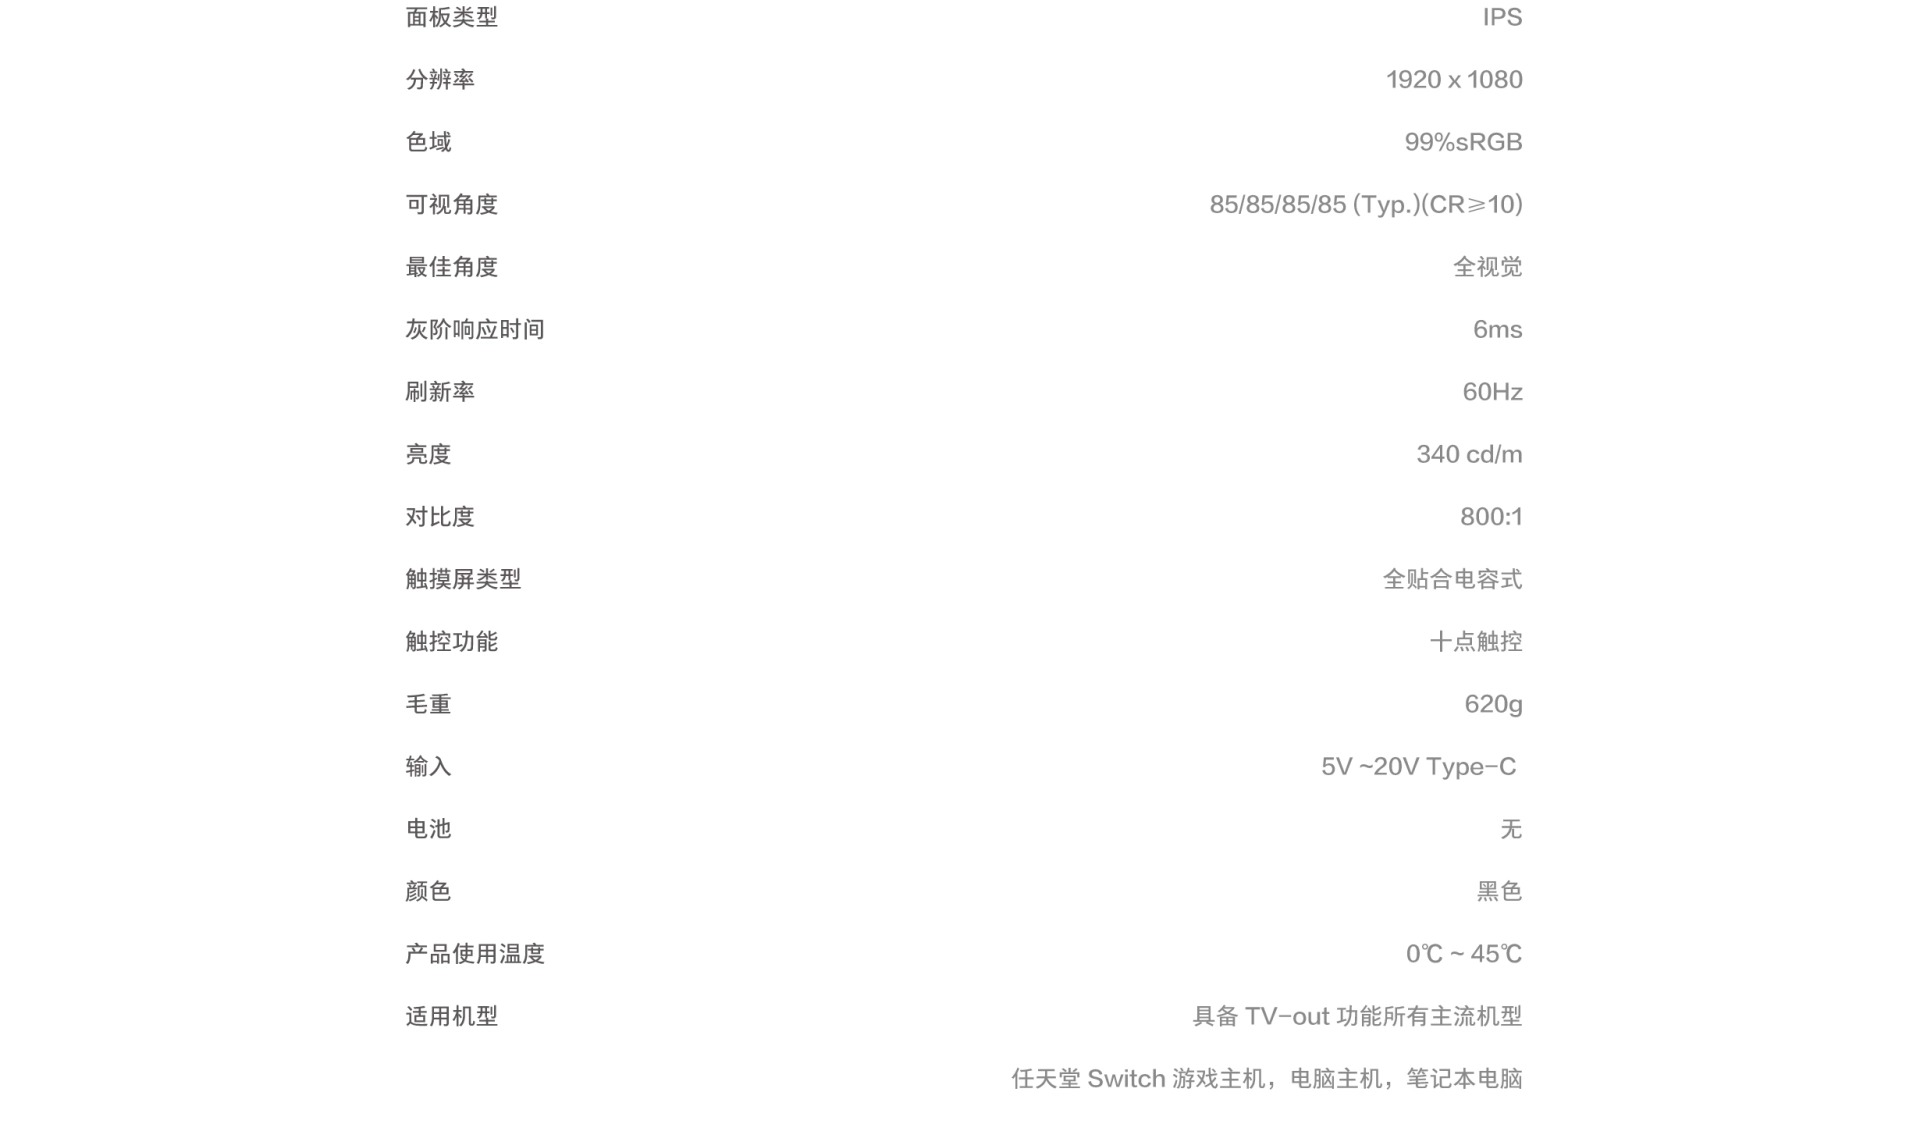 面板类型 IPS
分辨率 1920 x 1080
色域 99%sRGB
可视角度 85/85/85/85 (Typ.)(CR⩾10)
最佳角度 全视觉
灰阶响应时间 6ms
刷新率 60Hz
亮度 340 cd/m
对比度 800:1
触摸屏类型 全贴合电容式
触控功能 十点触控
毛重 620g
输入 5V ~20V Type-C
电池 无
颜色 黑色
产品使用温度 0℃ ~ 45℃
适用机型 具备 TV-out 功能所有主流机型
任天堂 Switch 游戏主机，电脑主机，笔记本电脑